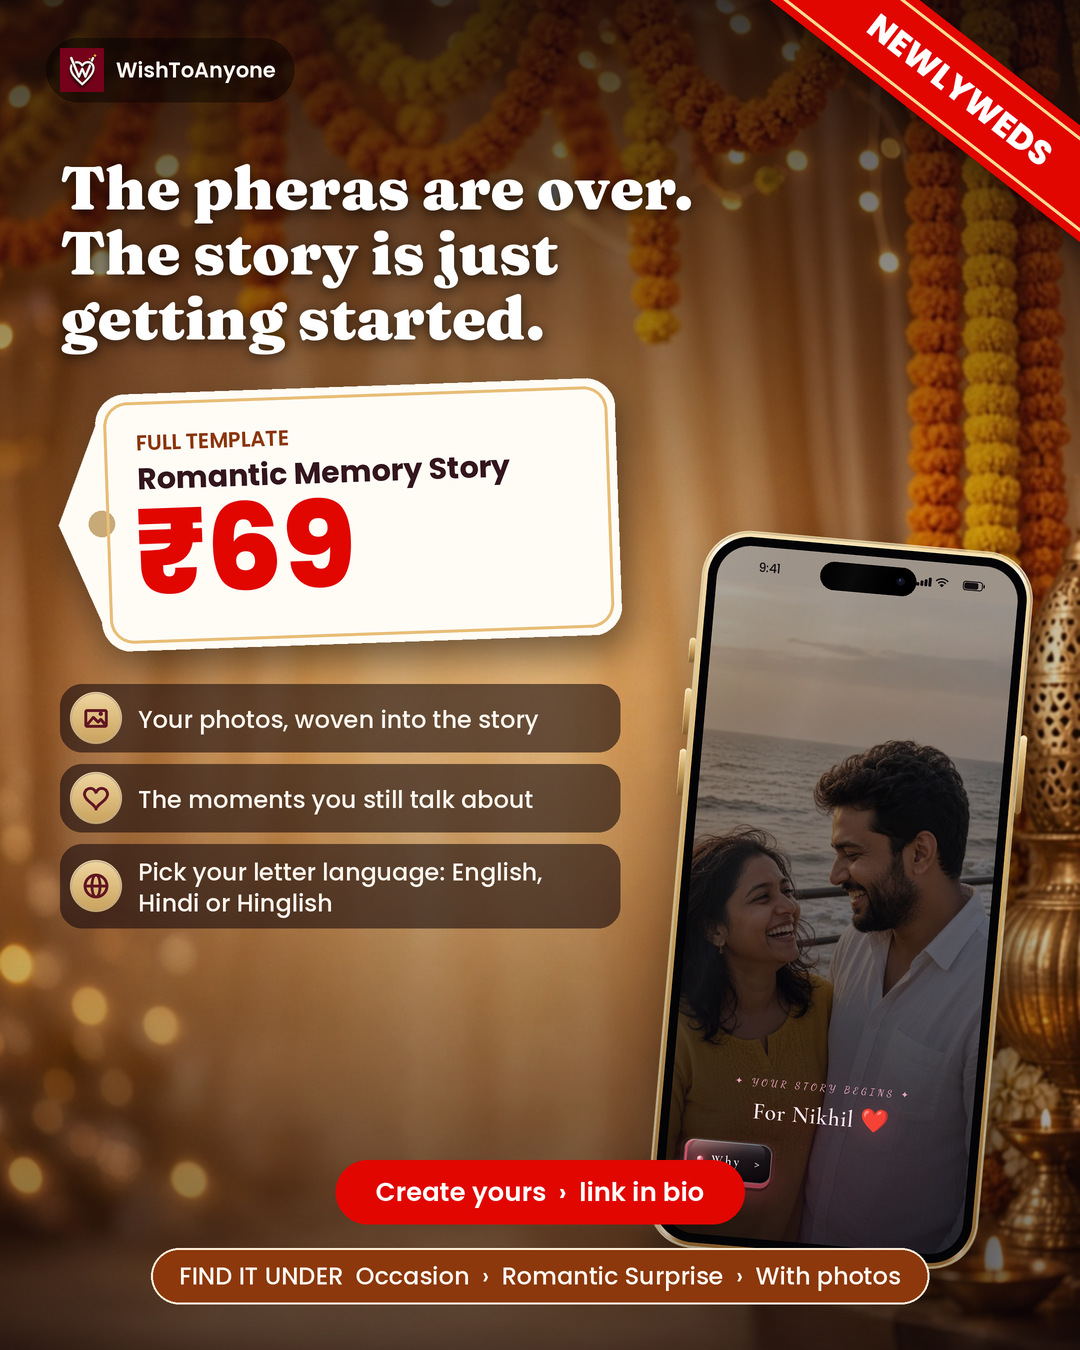 WishToAnyone
NEWLYWEDS
The pheras are over.
The story is just
getting started.
FULL TEMPLATE
Romantic Memory Story
₹69
Your photos, woven into the story
The moments you still talk about
Pick your letter language: English,
Hindi or Hinglish
9:41
✦ YOUR STORY BEGINS ✦
For Nikhil ❤️
Why >
Create yours › link in bio
FIND IT UNDER Occasion › Romantic Surprise › With photos